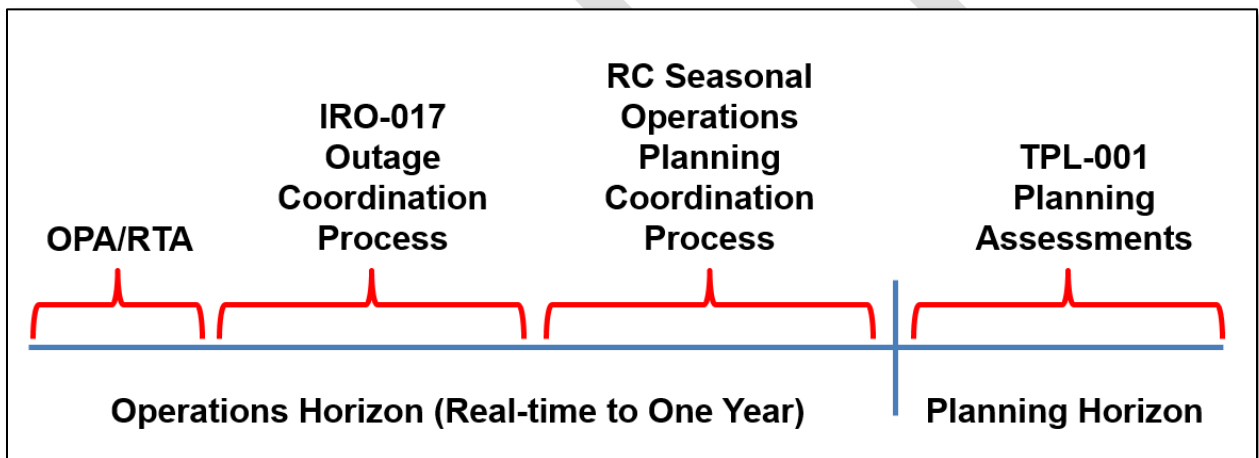 OPA/RTA
IRO-017
Outage
Coordination
Process
RC Seasonal
Operations
Planning
Coordination
Process
TPL-001
Planning
Assessments
Operations Horizon (Real-time to One Year)
Planning Horizon